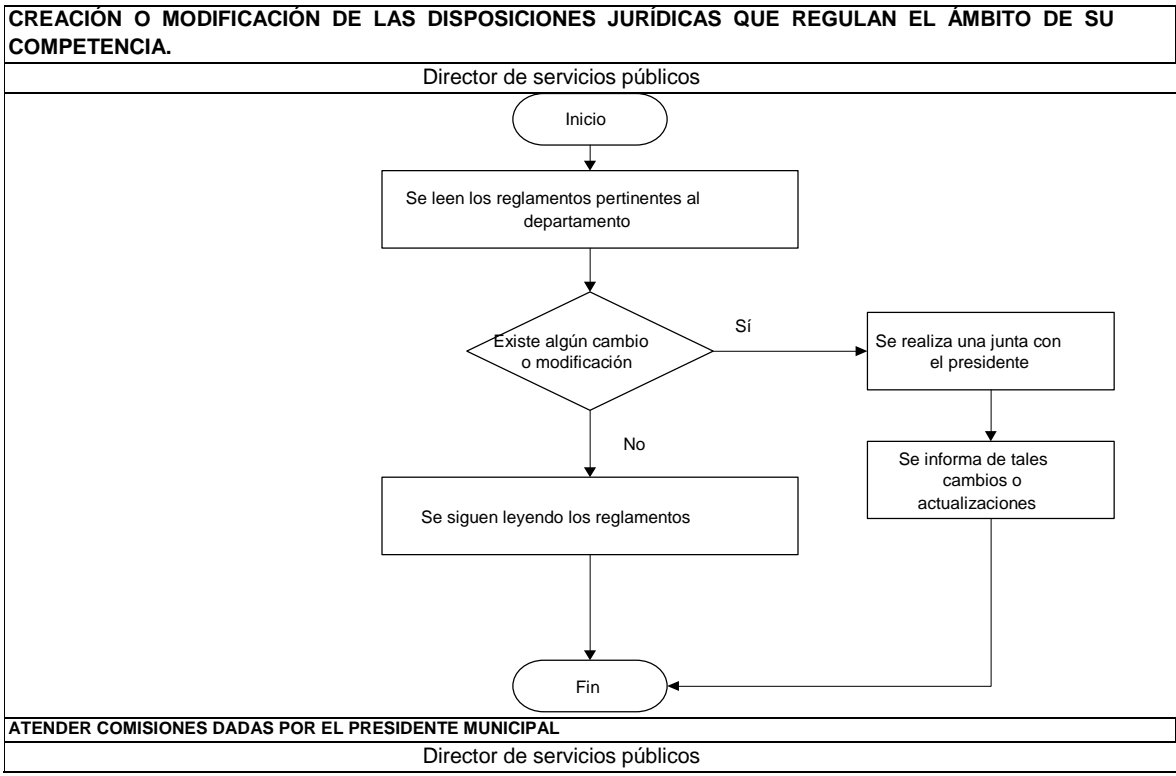 CREACIÓN O MODIFICACIÓN DE LAS DISPOSICIONES JURÍDICAS QUE REGULAN EL ÁMBITO DE SU
COMPETENCIA.
Director de servicios públicos
Inicio
Se leen los reglamentos pertinentes al
departamento
Existe algún cambio
o modificación
Sí
Se realiza una junta con
el presidente
No
Se informa de tales
cambios o
actualizaciones
Se siguen leyendo los reglamentos
Fin
ATENDER COMISIONES DADAS POR EL PRESIDENTE MUNICIPAL
Director de servicios públicos